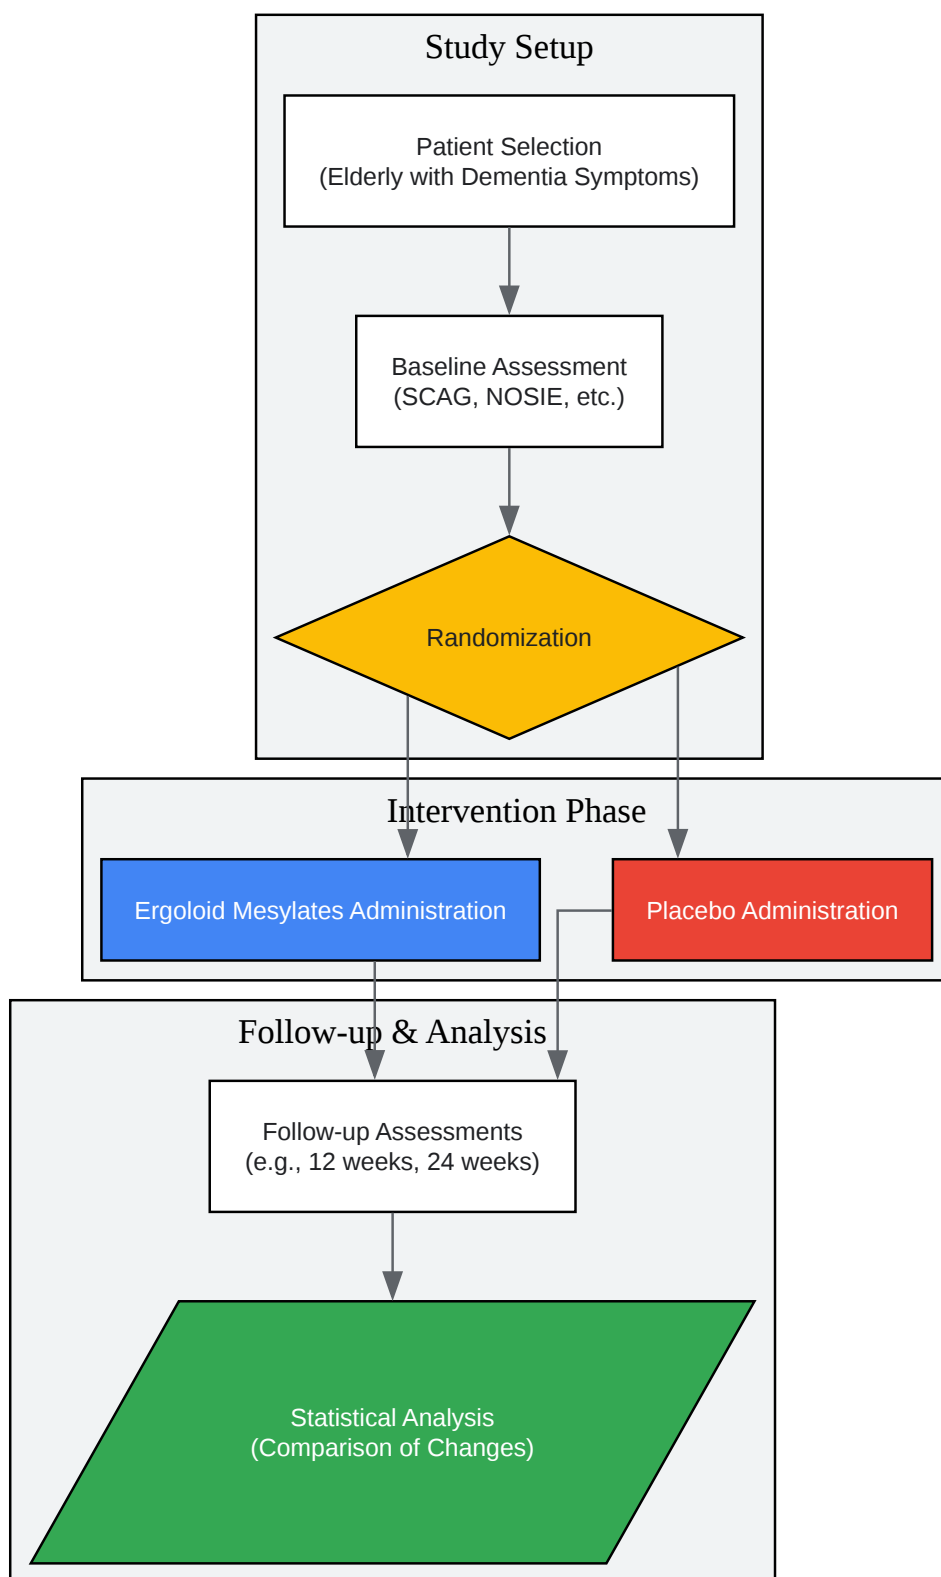 Study Setup
Patient Selection
(Elderly with Dementia Symptoms)
Baseline Assessment
(SCAG, NOSIE, etc.)
Randomization
Intervention Phase
Ergoloid Mesylates Administration
Placebo Administration
Follow-up & Analysis
Follow-up Assessments
(e.g., 12 weeks, 24 weeks)
Statistical Analysis
(Comparison of Changes)